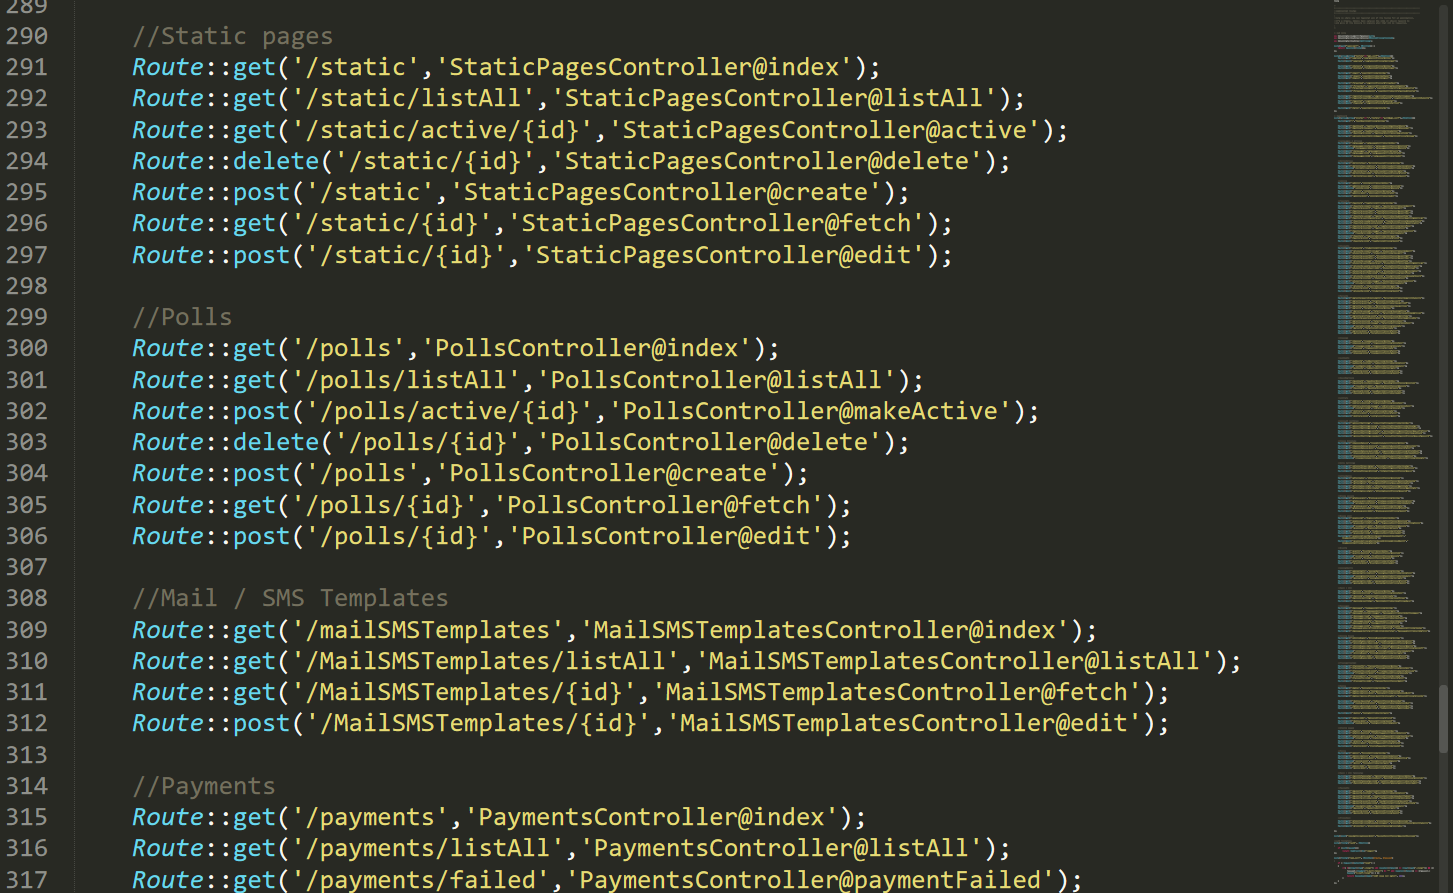 289
290 //Static pages
291 Route::get('/static','StaticPagesController@index');
292 Route::get('/static/listAll','StaticPagesController@listAll');
293 Route::get('/static/active/{id}','StaticPagesController@active');
294 Route::delete('/static/{id}','StaticPagesController@delete');
295 Route::post('/static','StaticPagesController@create');
296 Route::get('/static/{id}', 'StaticPagesController@fetch');
297 Route::post('/static/{id}','StaticPagesController@edit');
298
299 //Polls
300 Route::get('/polls','PollsController@index');
301 Route::get('/polls/listAll','PollsController@listAll');
302 Route::post('/polls/active/{id}','PollsController@makeActive');
303 Route::delete('/polls/{id}','PollsController@delete');
304 Route::post('/polls','PollsController@create');
305 Route::get('/polls/{id}', 'PollsController@fetch');
306 Route::post('/polls/{id}','PollsController@edit');
307
308 //Mail / SMS Templates
309 Route::get('/mailSMSTemplates','MailSMSTemplatesController@index');
310 Route::get('/MailSMSTemplates/listAll','MailSMSTemplatesController@listAll');
311 Route::get('/MailSMSTemplates/{id}','MailSMSTemplatesController@fetch');
312 Route::post('/MailSMSTemplates/{id}','MailSMSTemplatesController@edit');
313
314 //Payments
315 Route::get('/payments','PaymentsController@index');
316 Route::get('/payments/listAll','PaymentsController@listAll');
317 Route::get('/payments/failed','PaymentsController@paymentFailed');